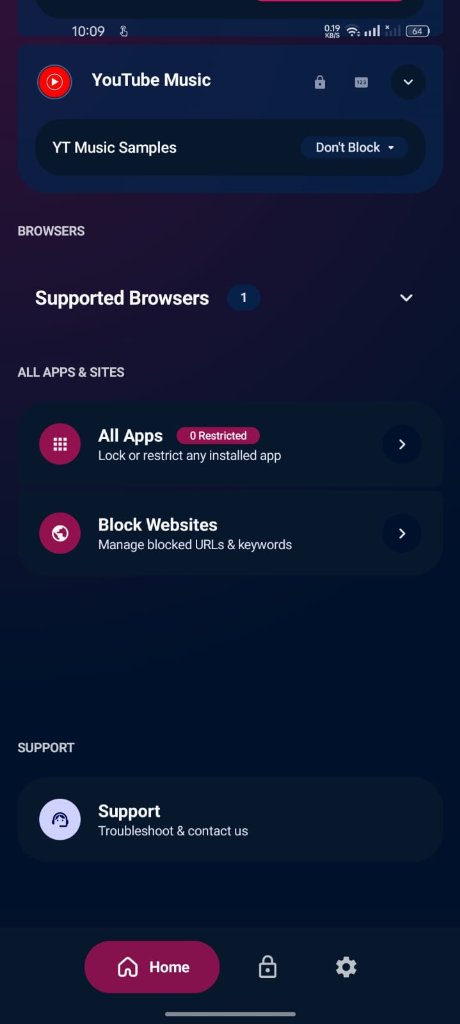 10:09
0.19
KB/S
64
YouTube Music
123
YT Music Samples
Don't Block
BROWSERS
Supported Browsers
1
ALL APPS & SITES
All Apps
0 Restricted
Lock or restrict any installed app
Block Websites
Manage blocked URLs & keywords
SUPPORT
Support
Troubleshoot & contact us
Home